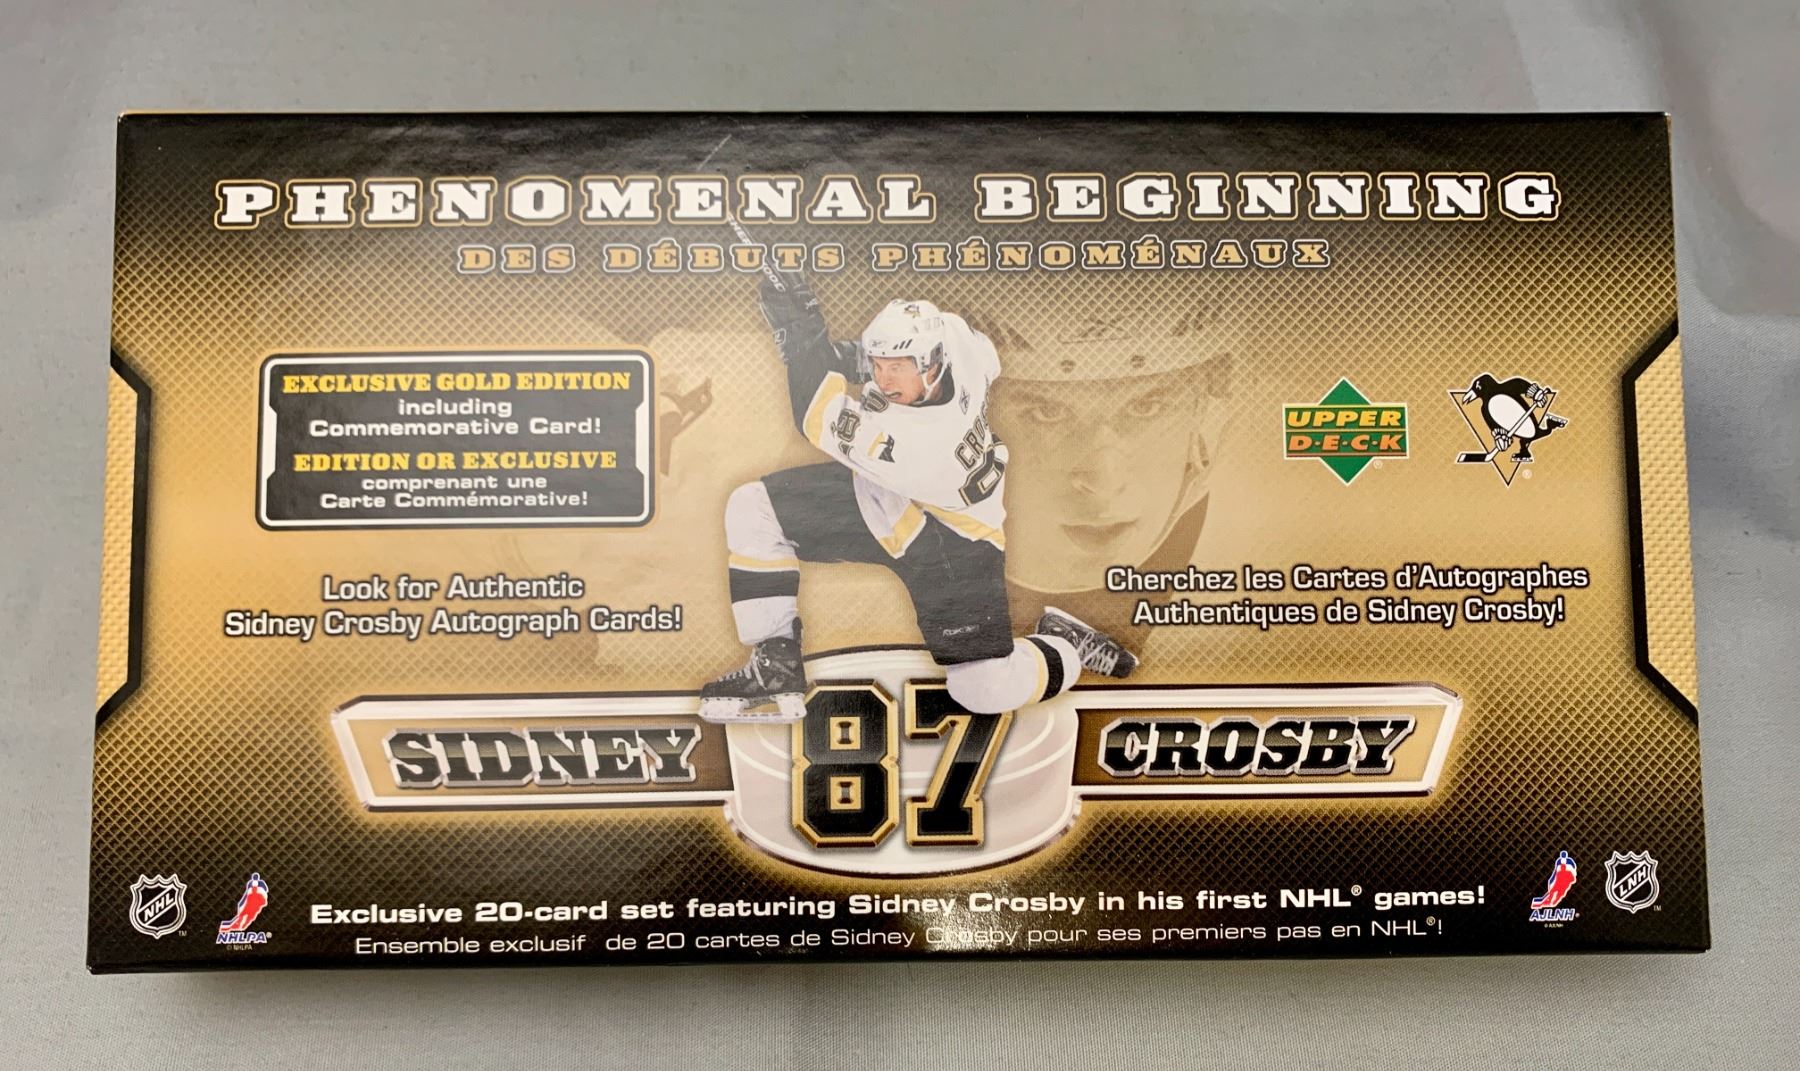 PHENOMENAL BEGINNING
DES DÉBUTS PHÉNOMÉNAUX
EXCLUSIVE GOLD EDITION
including
Commemorative Card!
EDITION OR EXCLUSIVE
comprenant une
Carte Commémorative!
UPPER
D·E·C·K
Look for Authentic
Sidney Crosby Autograph Cards!
Cherchez les Cartes d'Autographes
Authentiques de Sidney Crosby!
SIDNEY 87 CROSBY
NHL
NHLPA
Exclusive 20-card set featuring Sidney Crosby in his first NHL® games!
Ensemble exclusif de 20 cartes de Sidney Crosby pour ses premiers pas en NHL®!
AJLNH
LNH